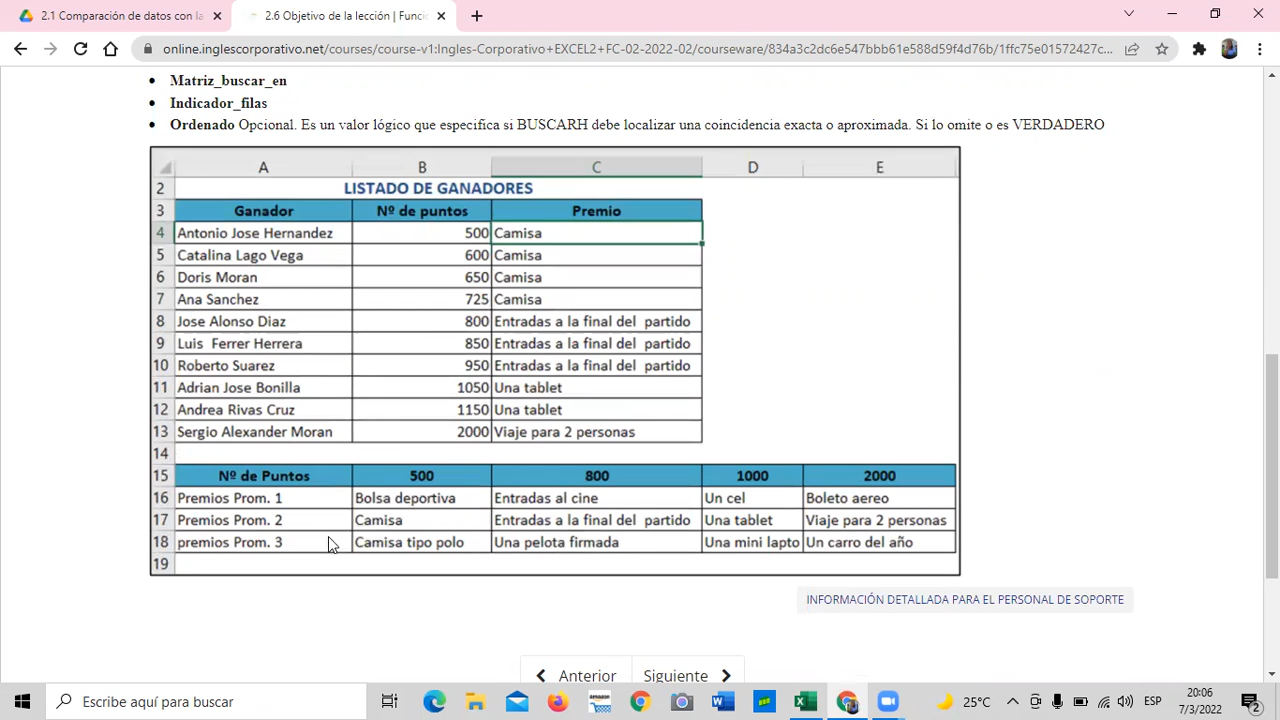 2.1 Comparación de datos con la
2.6 Objetivo de la lección | Funcio
online.inglescorporativo.net/courses/course-v1:Ingles-Corporativo+EXCEL2+FC-02-2022-02/courseware/834a3c2dc6e547bbb61e588d59f4d76b/1ffc75e01572427c...
• Matriz_buscar_en
• Indicador_filas
• Ordenado Opcional. Es un valor lógico que especifica si BUSCARH debe localizar una coincidencia exacta o aproximada. Si lo omite o es VERDADERO
A B C D E
2 LISTADO DE GANADORES
3 Ganador Nº de puntos Premio
4 Antonio Jose Hernandez 500 Camisa
5 Catalina Lago Vega 600 Camisa
6 Doris Moran 650 Camisa
7 Ana Sanchez 725 Camisa
8 Jose Alonso Diaz 800 Entradas a la final del partido
9 Luis Ferrer Herrera 850 Entradas a la final del partido
10 Roberto Suarez 950 Entradas a la final del partido
11 Adrian Jose Bonilla 1050 Una tablet
12 Andrea Rivas Cruz 1150 Una tablet
13 Sergio Alexander Moran 2000 Viaje para 2 personas
14
15 Nº de Puntos 500 800 1000 2000
16 Premios Prom. 1 Bolsa deportiva Entradas al cine Un cel Boleto aereo
17 Premios Prom. 2 Camisa Entradas a la final del partido Una tablet Viaje para 2 personas
18 premios Prom. 3 Camisa tipo polo Una pelota firmada Una mini lapto Un carro del año
19
INFORMACIÓN DETALLADA PARA EL PERSONAL DE SOPORTE
Anterior Siguiente
Escribe aquí para buscar
25°C
ESP
20:06
7/3/2022
2